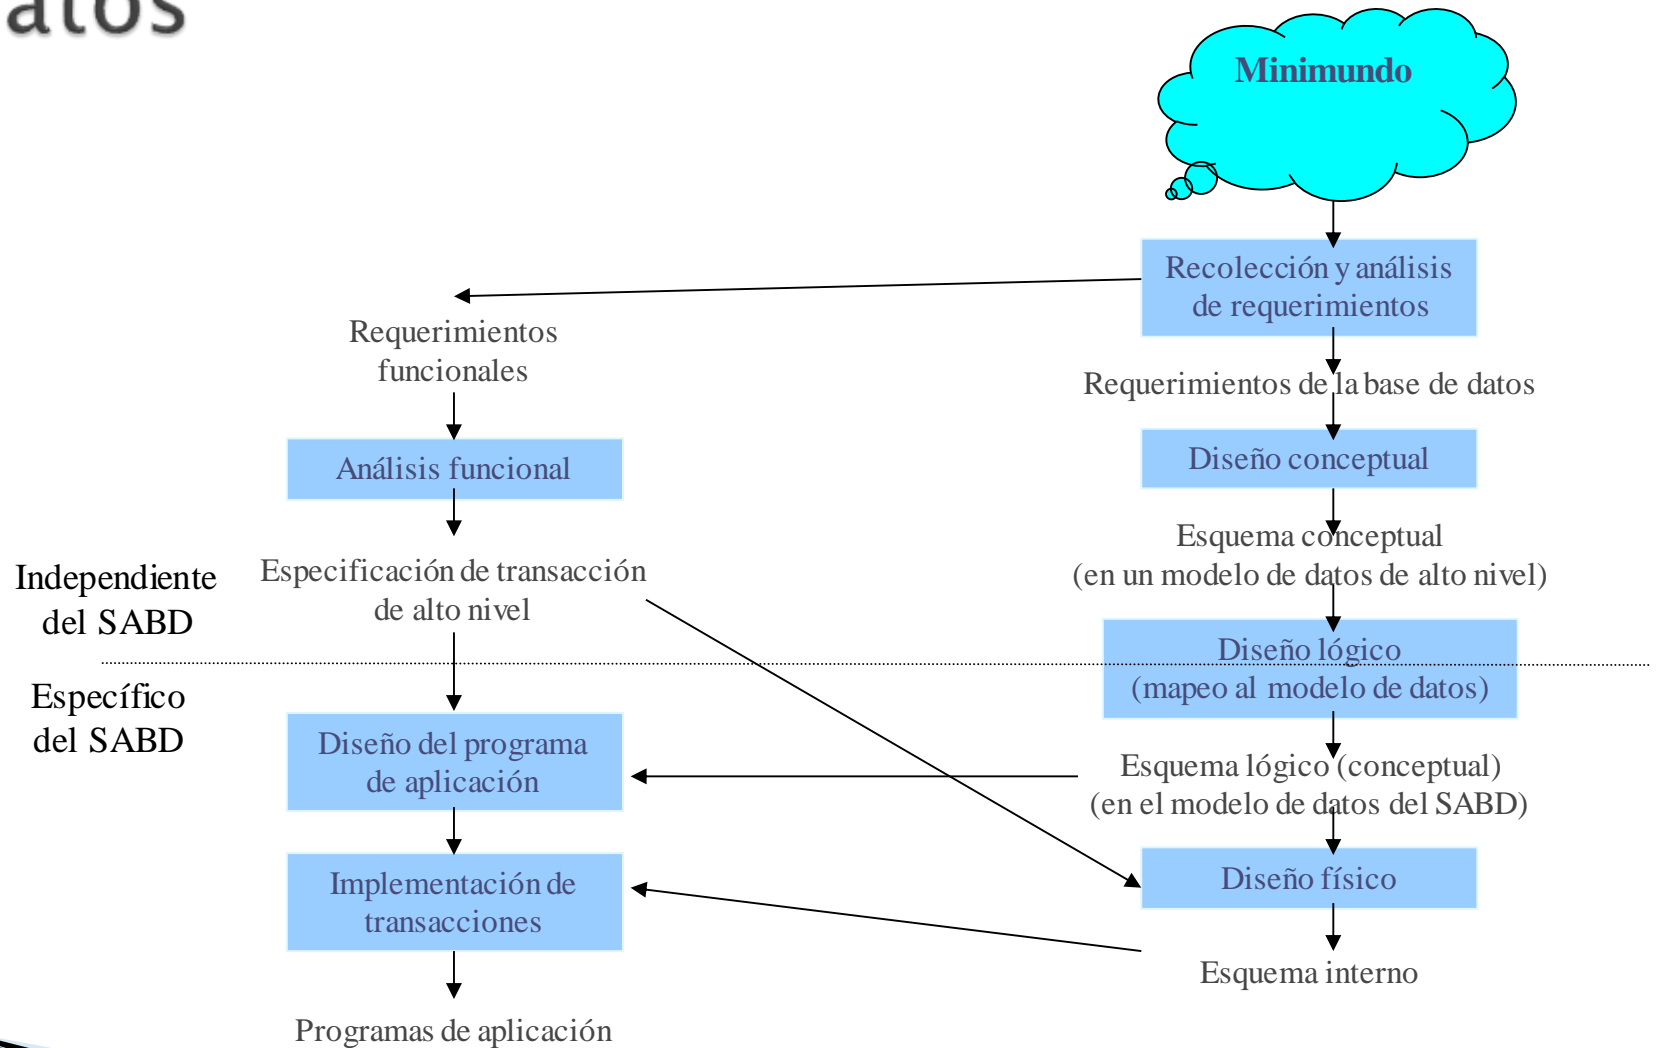 atos
Minimundo
Recolección y análisis
de requerimientos
Requerimientos
funcionales
Requerimientos de la base de datos
Análisis funcional
Diseño conceptual
Esquema conceptual
(en un modelo de datos de alto nivel)
Independiente
del SABD
Especificación de transacción
de alto nivel
Diseño lógico
(mapeo al modelo de datos)
Específico
del SABD
Diseño del programa
de aplicación
Esquema lógico (conceptual)
(en el modelo de datos del SABD)
Implementación de
transacciones
Diseño físico
Esquema interno
Programas de aplicación